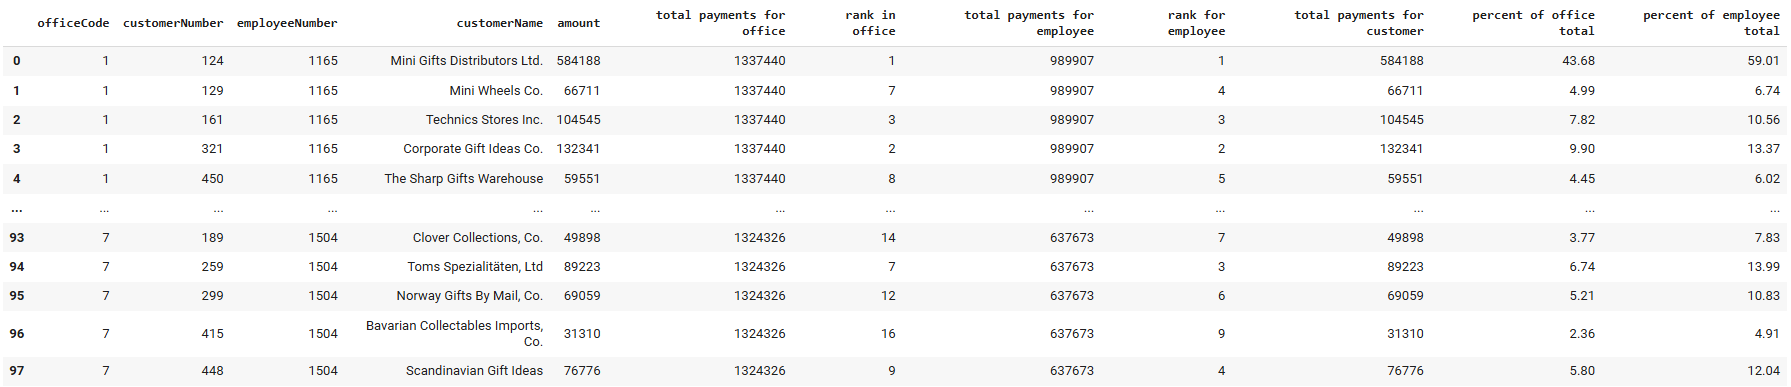 officeCode customerNumber employeeNumber customerName amount total payments for office rank in office total payments for employee rank for employee total payments for customer percent of office total percent of employee total
0 1 124 1165 Mini Gifts Distributors Ltd. 584188 1337440 1 989907 1 584188 43.68 59.01
1 1 129 1165 Mini Wheels Co. 66711 1337440 7 989907 4 66711 4.99 6.74
2 1 161 1165 Technics Stores Inc. 104545 1337440 3 989907 3 104545 7.82 10.56
3 1 321 1165 Corporate Gift Ideas Co. 132341 1337440 2 989907 2 132341 9.90 13.37
4 1 450 1165 The Sharp Gifts Warehouse 59551 1337440 8 989907 5 59551 4.45 6.02
... ... ... ... ... ... ... ... ... ... ... ... ...
93 7 189 1504 Clover Collections, Co. 49898 1324326 14 637673 7 49898 3.77 7.83
94 7 259 1504 Toms Spezialitäten, Ltd 89223 1324326 7 637673 3 89223 6.74 13.99
95 7 299 1504 Norway Gifts By Mail, Co. 69059 1324326 12 637673 6 69059 5.21 10.83
96 7 415 1504 Bavarian Collectables Imports, Co. 31310 1324326 16 637673 9 31310 2.36 4.91
97 7 448 1504 Scandinavian Gift Ideas 76776 1324326 9 637673 4 76776 5.80 12.04